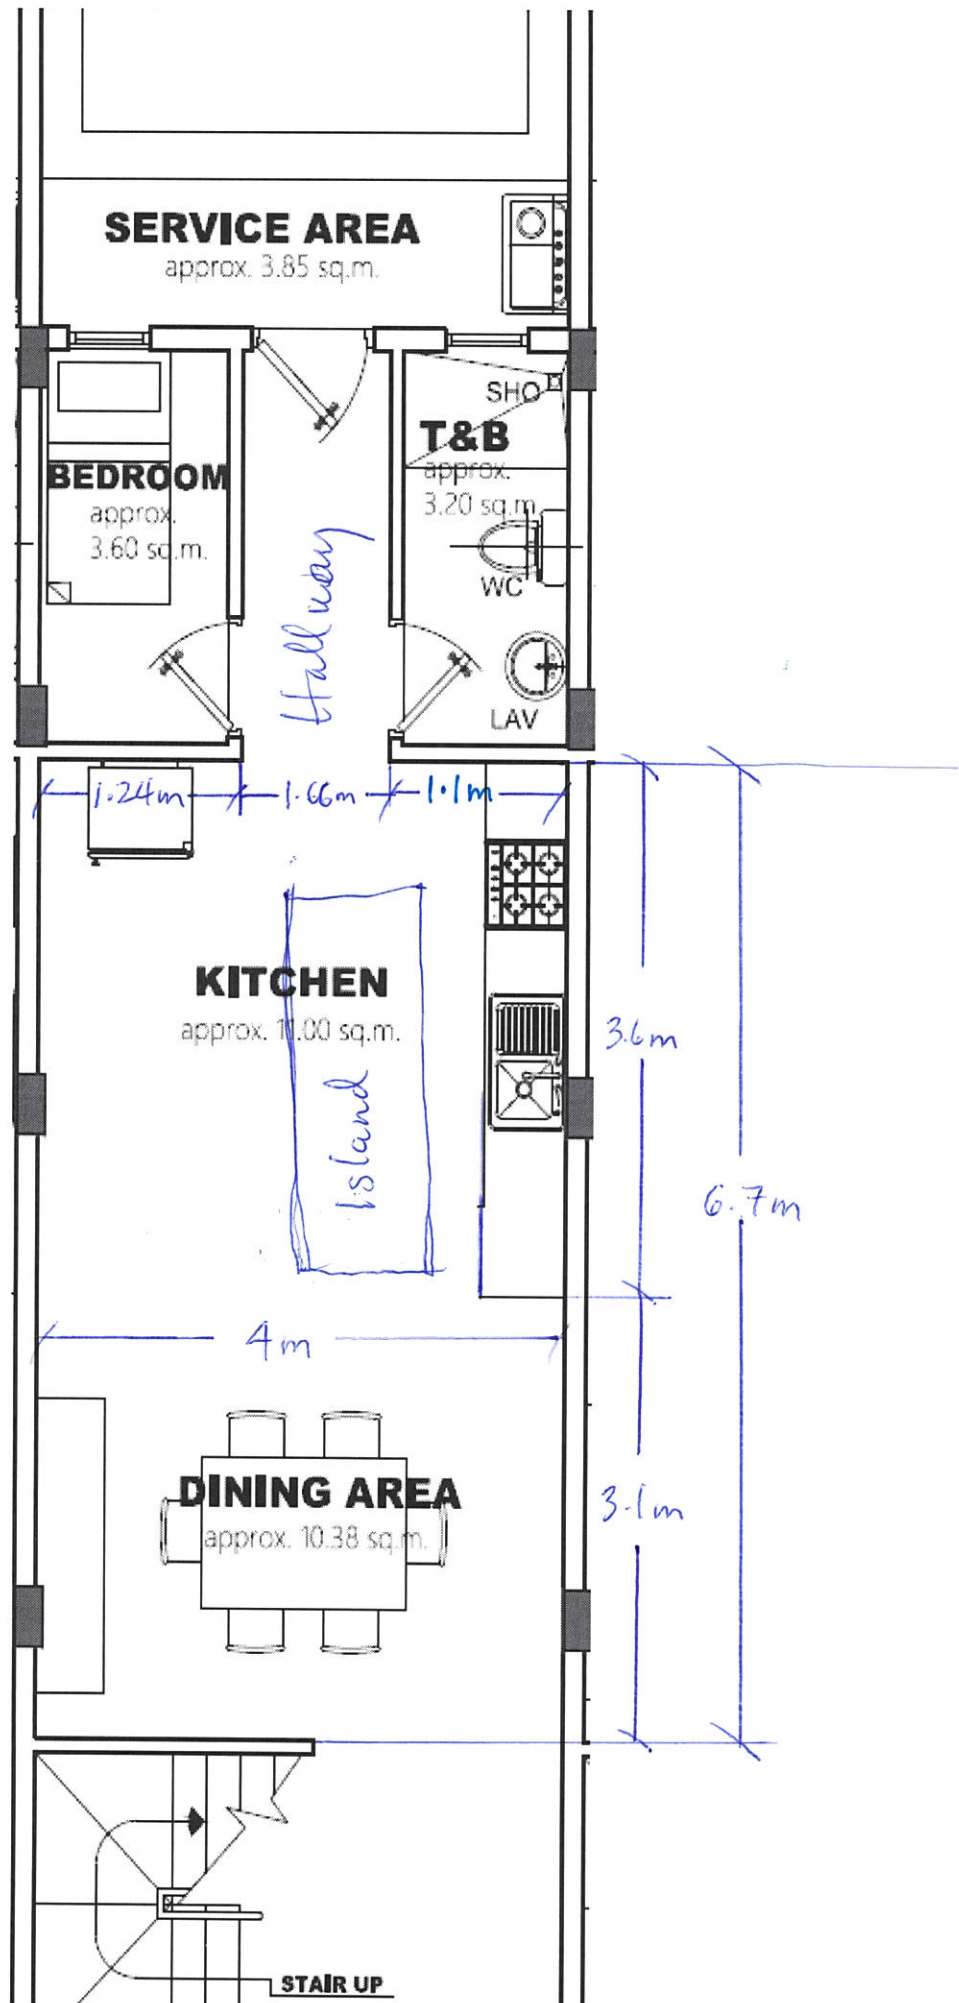 SERVICE AREA
approx. 3.85 sq.m.
SHO
T&B
approx.
3.20 sq.m.
BEDROOM
approx.
3.60 sq.m.
Hallway
WC
LAV
1.24m
1.66m
1.1m
KITCHEN
approx. 11.00 sq.m.
3.6m
Island
6.7m
4m
DINING AREA
approx. 10.38 sq.m.
3.1m
STAIR UP